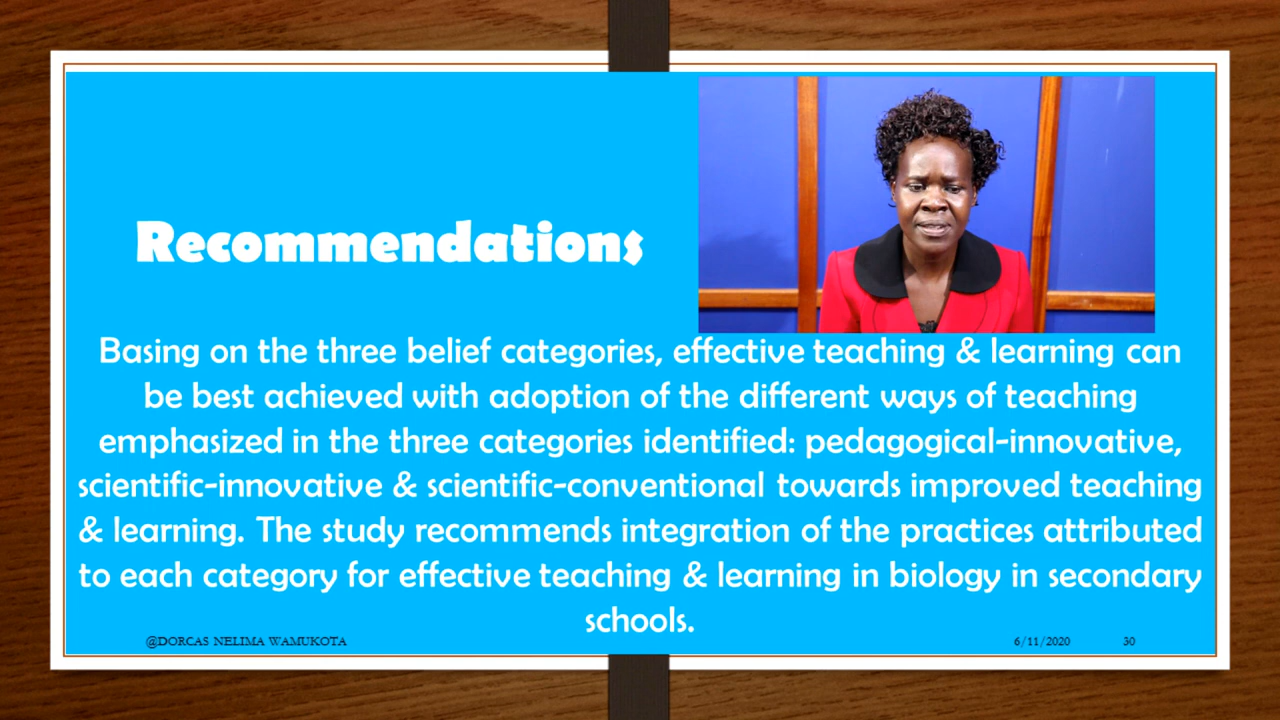 Recommendations
Basing on the three belief categories, effective teaching & learning can
be best achieved with adoption of the different ways of teaching
emphasized in the three categories identified: pedagogical-innovative,
scientific-innovative & scientific-conventional towards improved teaching
& learning. The study recommends integration of the practices attributed
to each category for effective teaching & learning in biology in secondary
schools.
@DORCAS NELIMA WAMUKOTA 6/11/2020 30